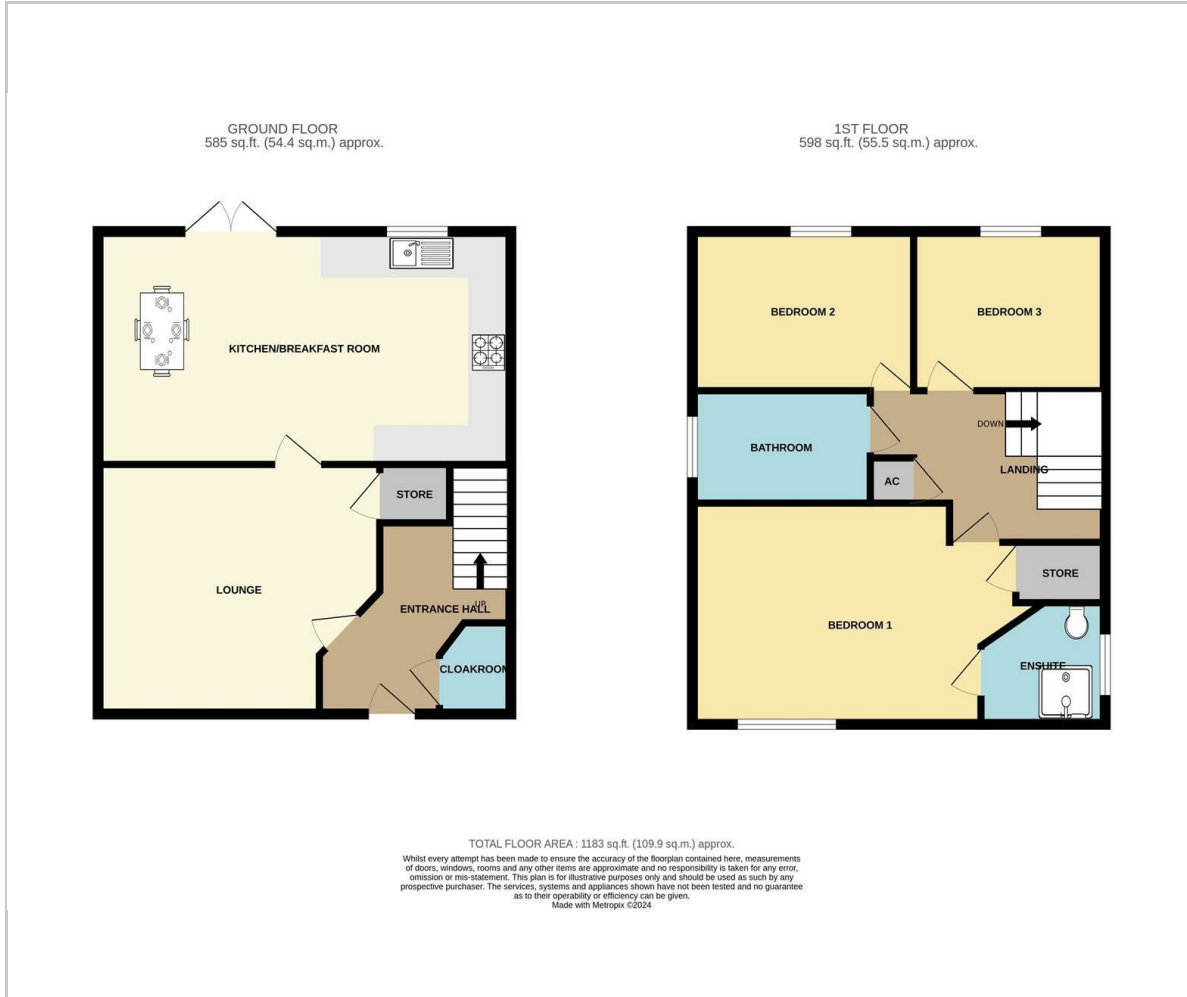 GROUND FLOOR
585 sq.ft. (54.4 sq.m.) approx.
1ST FLOOR
598 sq.ft. (55.5 sq.m.) approx.
KITCHEN/BREAKFAST ROOM
STORE
LOUNGE
UP
ENTRANCE HALL
CLOAKROOM
BEDROOM 2
BEDROOM 3
DOWN
BATHROOM
LANDING
AC
STORE
BEDROOM 1
ENSUITE
TOTAL FLOOR AREA : 1183 sq.ft. (109.9 sq.m.) approx.
Whilst every attempt has been made to ensure the accuracy of the floorplan contained here, measurements
of doors, windows, rooms and any other items are approximate and no responsibility is taken for any error,
omission or mis-statement. This plan is for illustrative purposes only and should be used as such by any
prospective purchaser. The services, systems and appliances shown have not been tested and no guarantee
as to their operability or efficiency can be given.
Made with Metropix ©2024